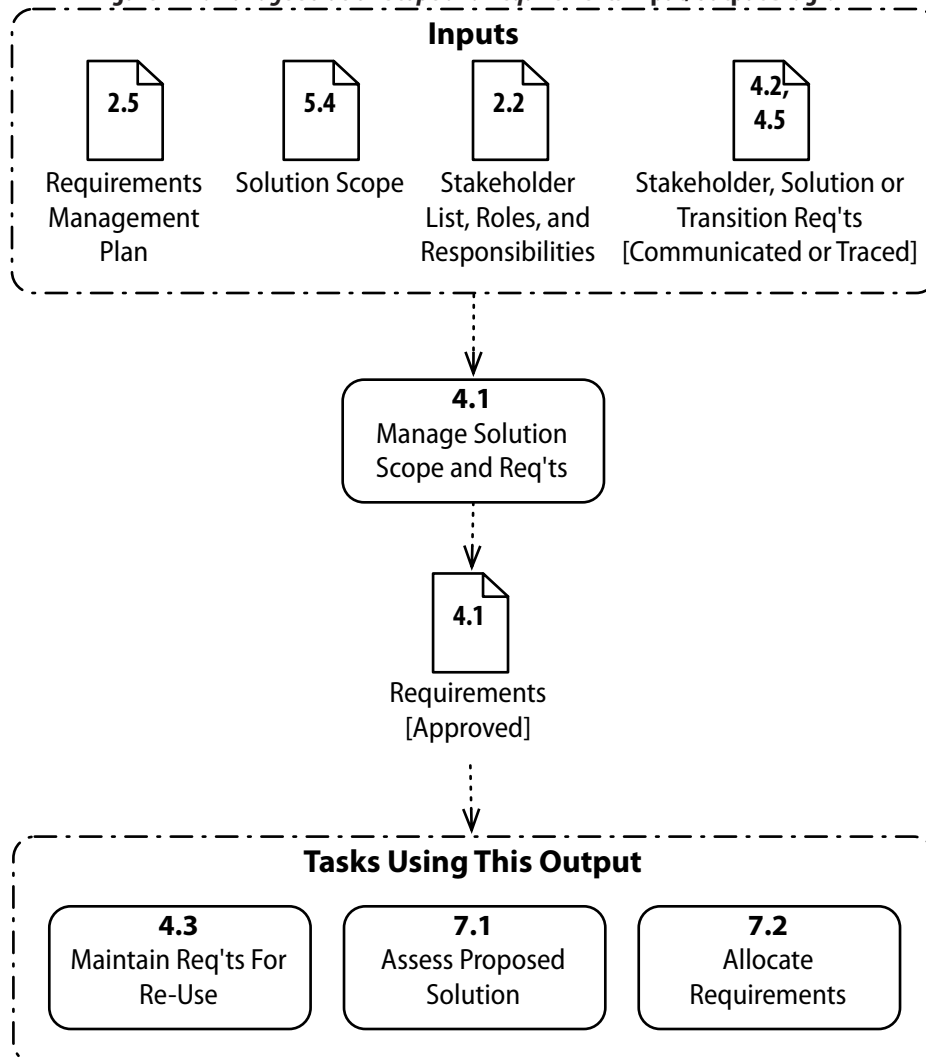 Inputs
2.5
5.4
2.2
4.2,
4.5
Requirements
Management
Plan
Solution Scope
Stakeholder
List, Roles, and
Responsibilities
Stakeholder, Solution or
Transition Req'ts
[Communicated or Traced]
4.1
Manage Solution
Scope and Req'ts
4.1
Requirements
[Approved]
Tasks Using This Output
4.3
Maintain Req'ts For
Re-Use
7.1
Assess Proposed
Solution
7.2
Allocate
Requirements